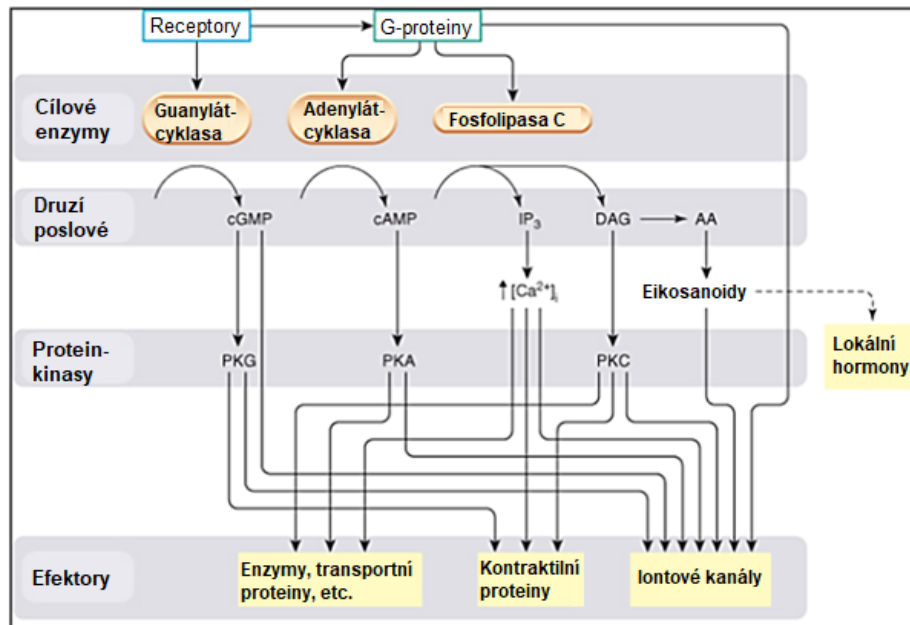 Receptory
G-proteiny
Cílové
enzymy
Guanylát-
cyklasa
Adenylát-
cyklasa
Fosfolipasa C
Druzí
poslové
cGMP
cAMP
IP3
DAG
AA
↑ [Ca2+]i
Eikosanoidy
Lokální
hormony
Protein-
kinasy
PKG
PKA
PKC
Efektory
Enzymy, transportní
proteiny, etc.
Kontraktilní
proteiny
Iontové kanály